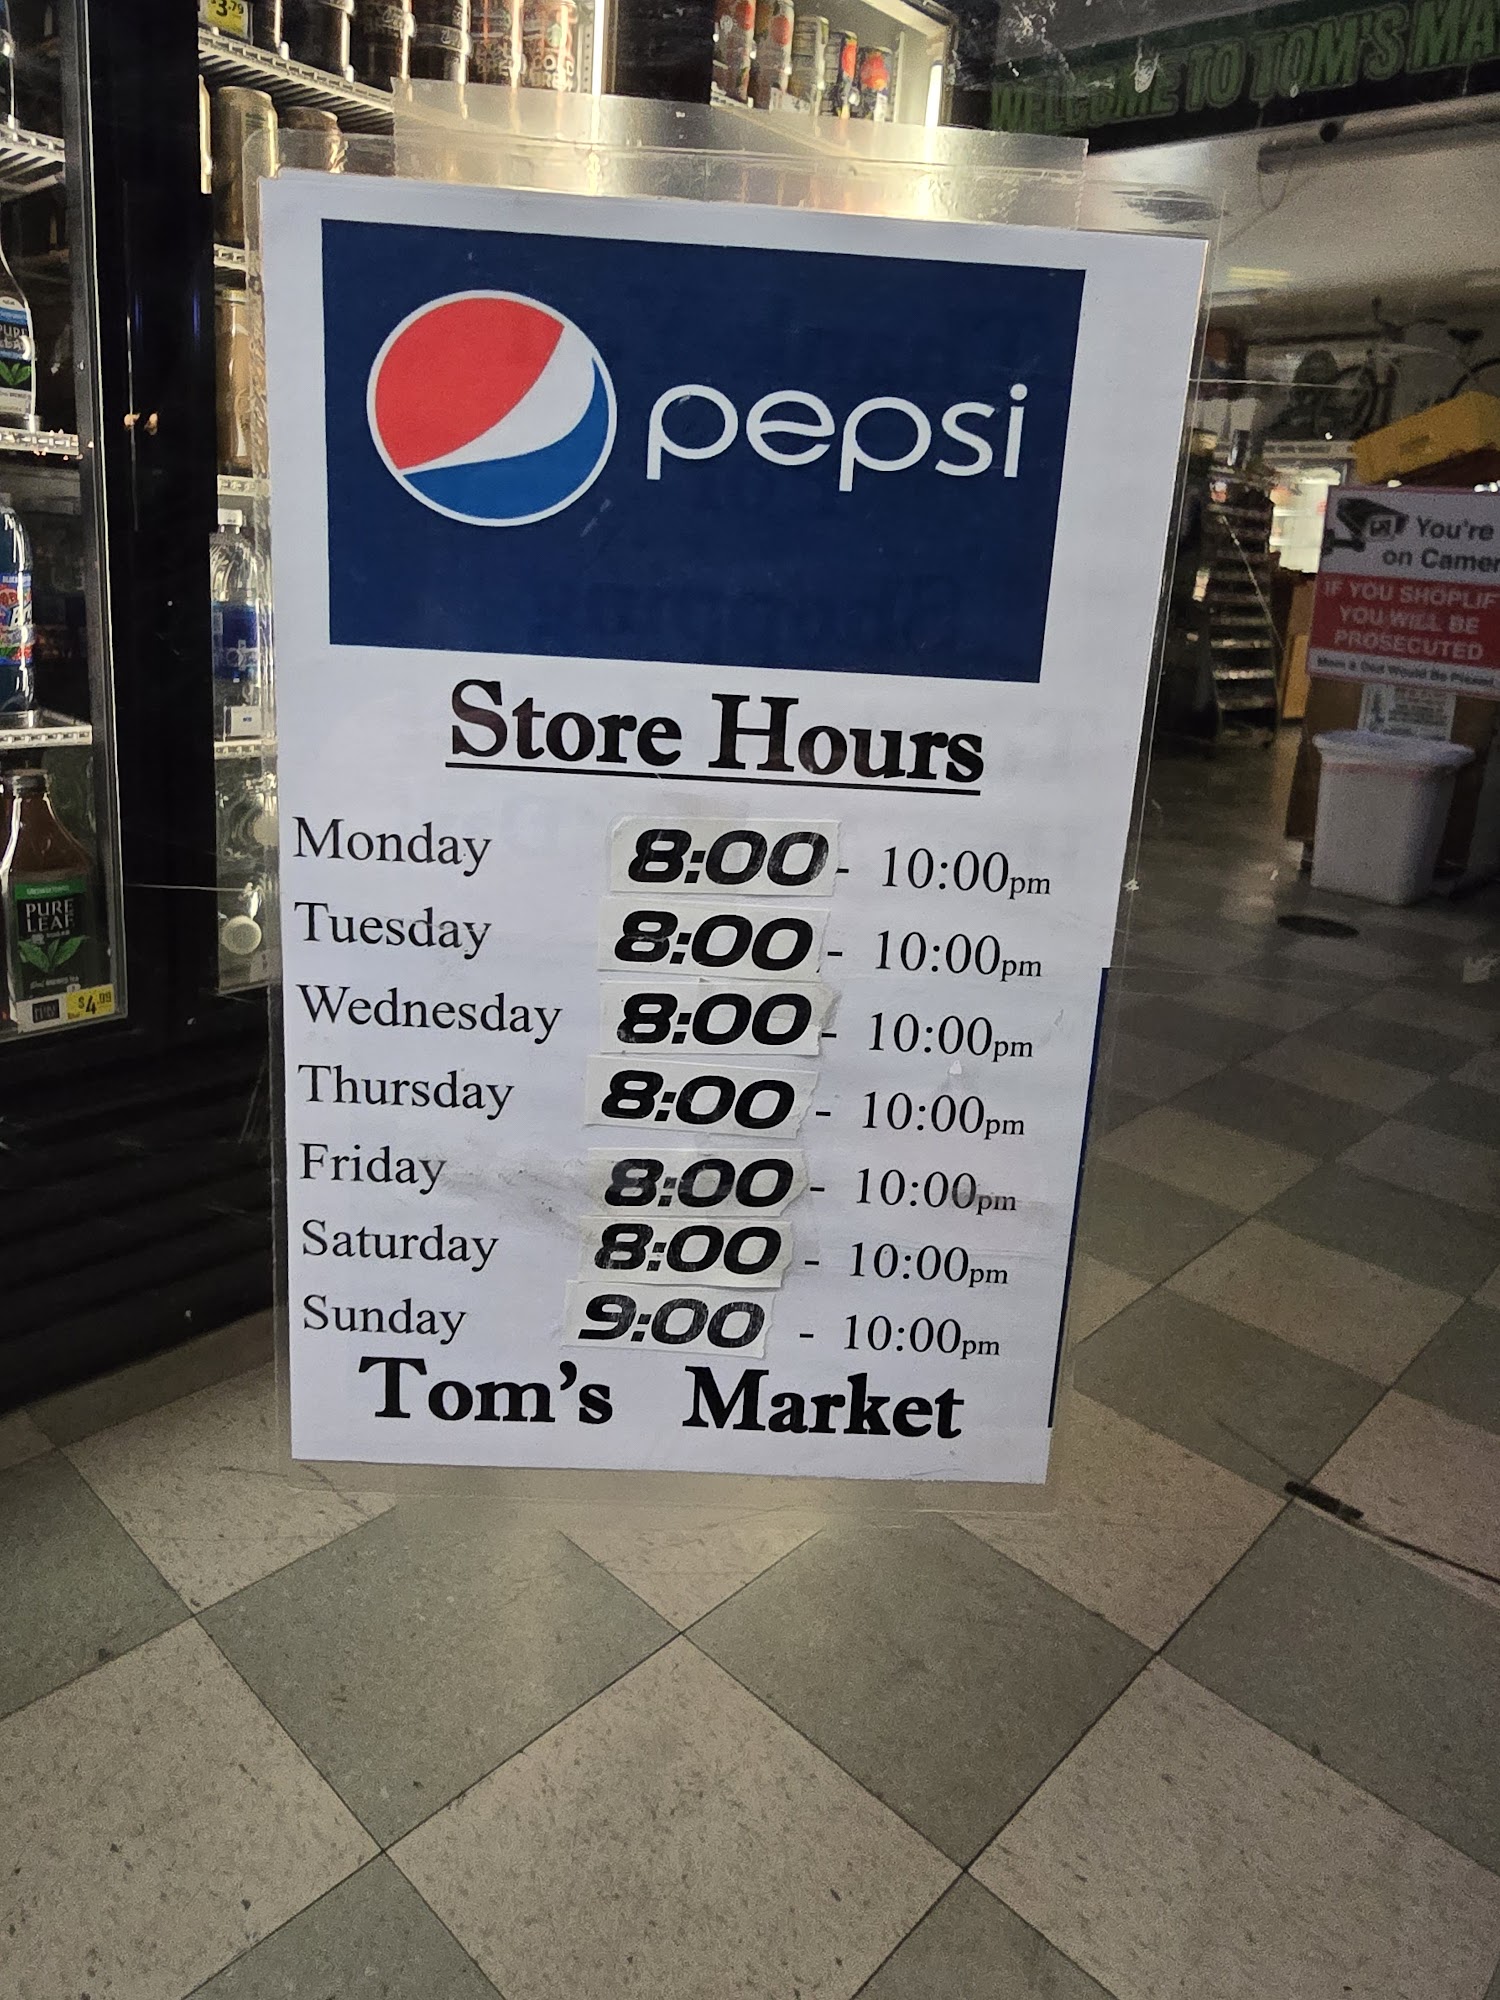 $3.79
WELCOME TO TOM'S MA
pepsi
You're
on Camer
IF YOU SHOPLIF
YOU WILL BE
PROSECUTED
Store Hours
Monday 8:00 - 10:00pm
Tuesday 8:00 - 10:00pm
Wednesday 8:00 - 10:00pm
Thursday 8:00 - 10:00pm
Friday 8:00 - 10:00pm
Saturday 8:00 - 10:00pm
Sunday 9:00 - 10:00pm
Tom's Market
PURE
LEAF
$4.09